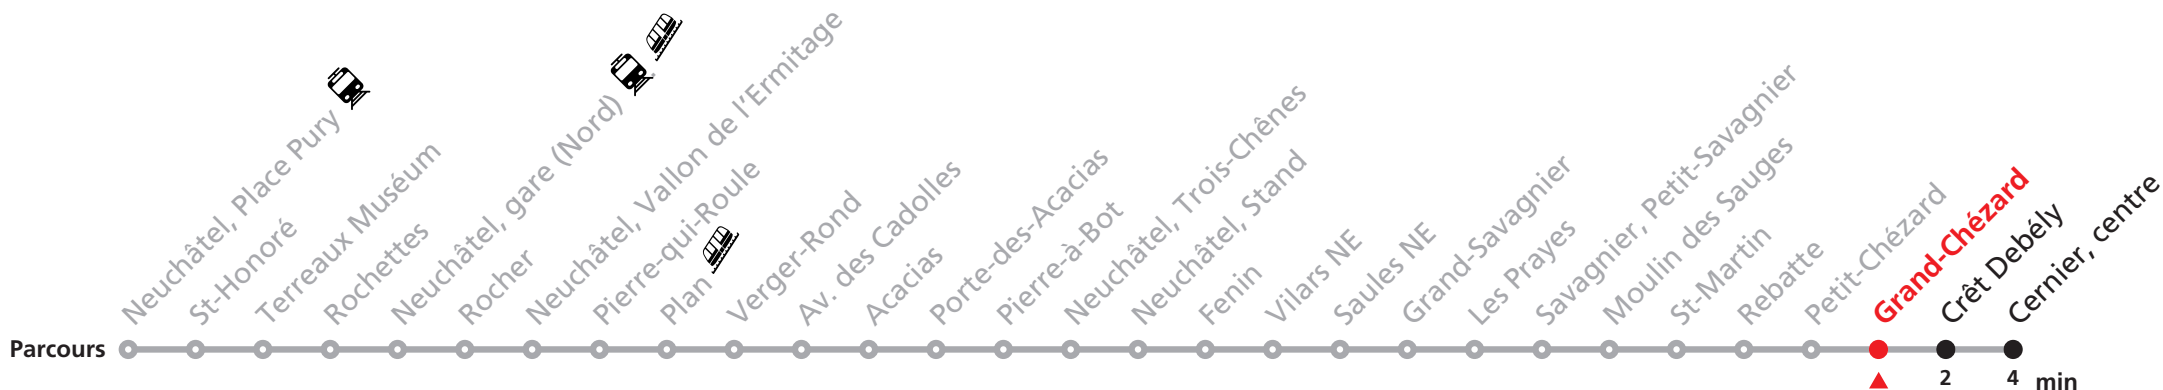 Neuchâtel, Place Pury
St-Honoré
Terreaux Muséum
Rochettes
Neuchâtel, gare (Nord)
Rocher
Neuchâtel, Vallon de l'Ermitage
Pierre-qui-Roule
Plan
Verger-Rond
Av. des Cadolles
Acacias
Porte-des-Acacias
Pierre-à-Bot
Neuchâtel, Trois-Chênes
Neuchâtel, Stand
Fenin
Vilars NE
Saules NE
Grand-Savagnier
Les Prayes
Savagnier, Petit-Savagnier
Moulin des Sauges
St-Martin
Rebatte
Petit-Chézard
Grand-Chézard
Crêt Debély
Cernier, centre
Parcours
2 4 min